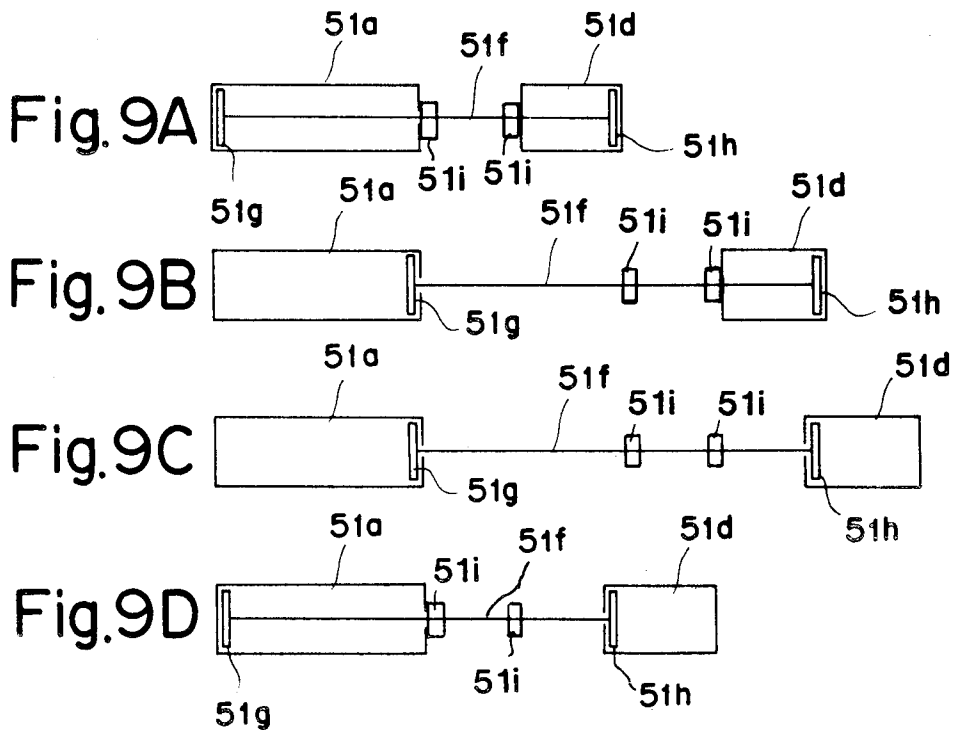 51a 51f 51d
Fig. 9A
51g 51i 51i 51h
51a 51f 51i 51i 51d
Fig. 9B
51g 51h
51a 51f 51i 51i 51d
Fig. 9C
51g 51h
51a 51i 51f 51d
Fig. 9D
51g 51i 51h